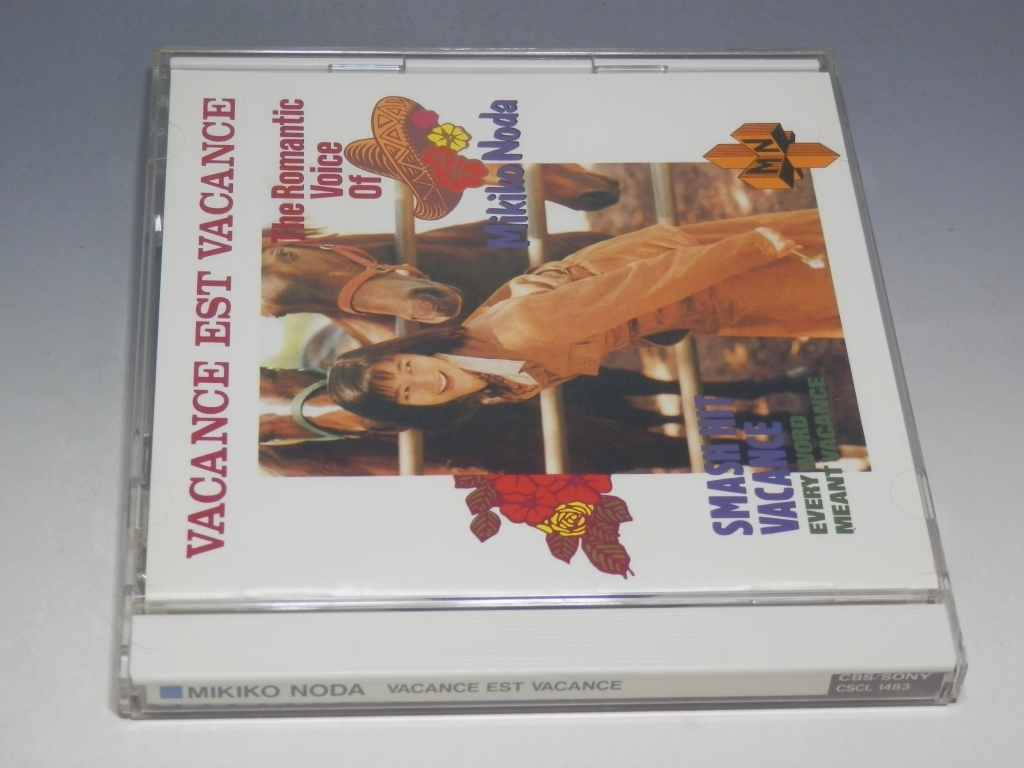 VACANCE EST VACANCE
The Romantic
Voice
Of
Mikiko Noda
MN
SMASH HIT
VACANCE
EVERY WORD
MEANT VACANCE
MIKIKO NODA VACANCE EST VACANCE
CBS/SONY
CSCL 1483